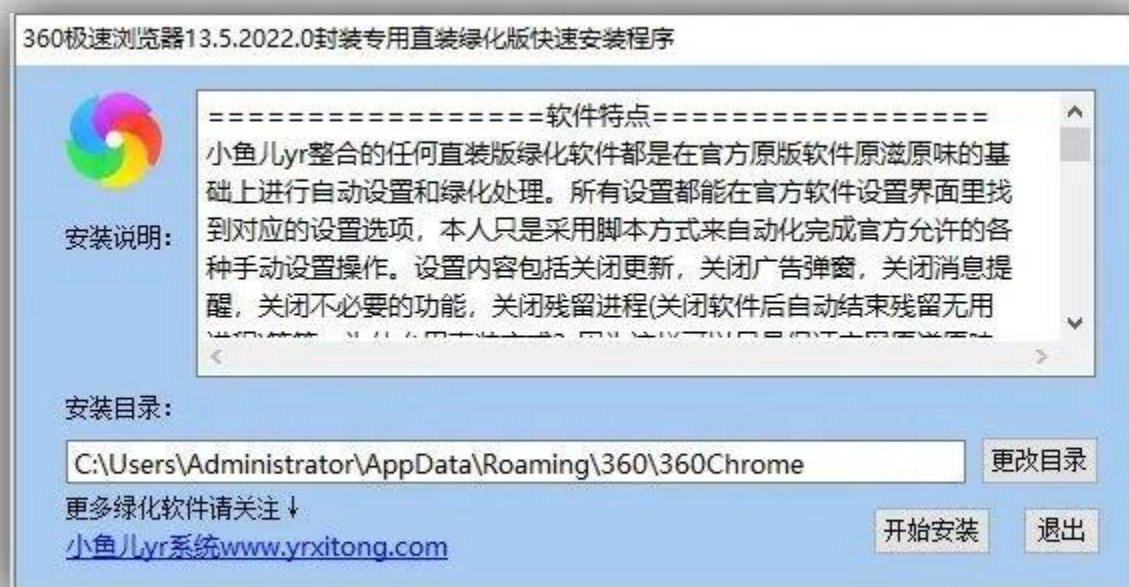 360极速浏览器13.5.2022.0封装专用直装绿化版快速安装程序
=================软件特点=================
小鱼儿yr整合的任何直装版绿化软件都是在官方原版软件原滋原味的基
础上进行自动设置和绿化处理。所有设置都能在官方软件设置界面里找
到对应的设置选项，本人只是采用脚本方式来自动化完成官方允许的各
种手动设置操作。设置内容包括关闭更新，关闭广告弹窗，关闭消息提
醒，关闭不必要的功能，关闭残留进程(关闭软件后自动结束残留无用
安装说明：
安装目录：
C:\Users\Administrator\AppData\Roaming\360\360Chrome
更改目录
更多绿化软件请关注↓
小鱼儿yr系统www.yrxitong.com
开始安装
退出